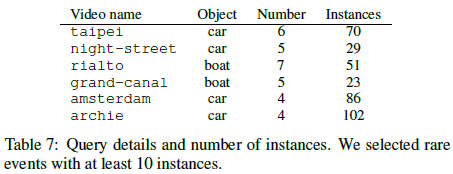 Video name Object Number Instances
taipei car 6 70
night-street car 5 29
rialto boat 7 51
grand-canal boat 5 23
amsterdam car 4 86
archie car 4 102
Table 7: Query details and number of instances. We selected rare
events with at least 10 instances.